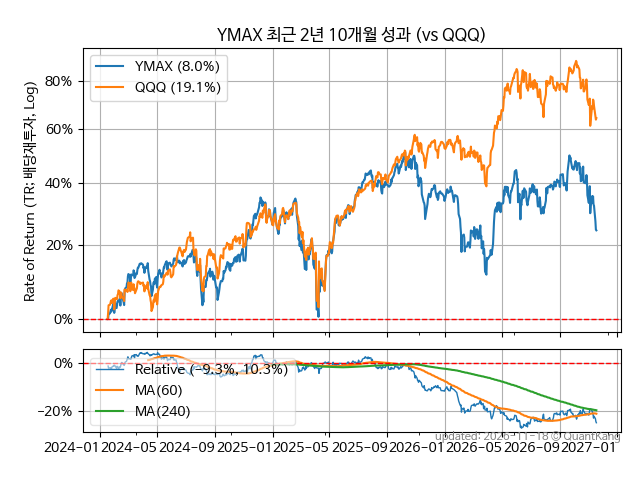 YMAX 최근 2년 10개월 성과 (vs QQQ)
YMAX (8.0%)
QQQ (19.1%)
Rate of Return (TR: 배당재투자, Log)
80%
60%
40%
20%
0%
0%
−20%
Relative (−9.3%, 10.3%)
MA(60)
MA(240)
updated: 2026-11-18 © QuantKang
2024−01 2024−05 2024−09 2025−01 2025−05 2025−09 2026−01 2026−05 2026−09 2027−01